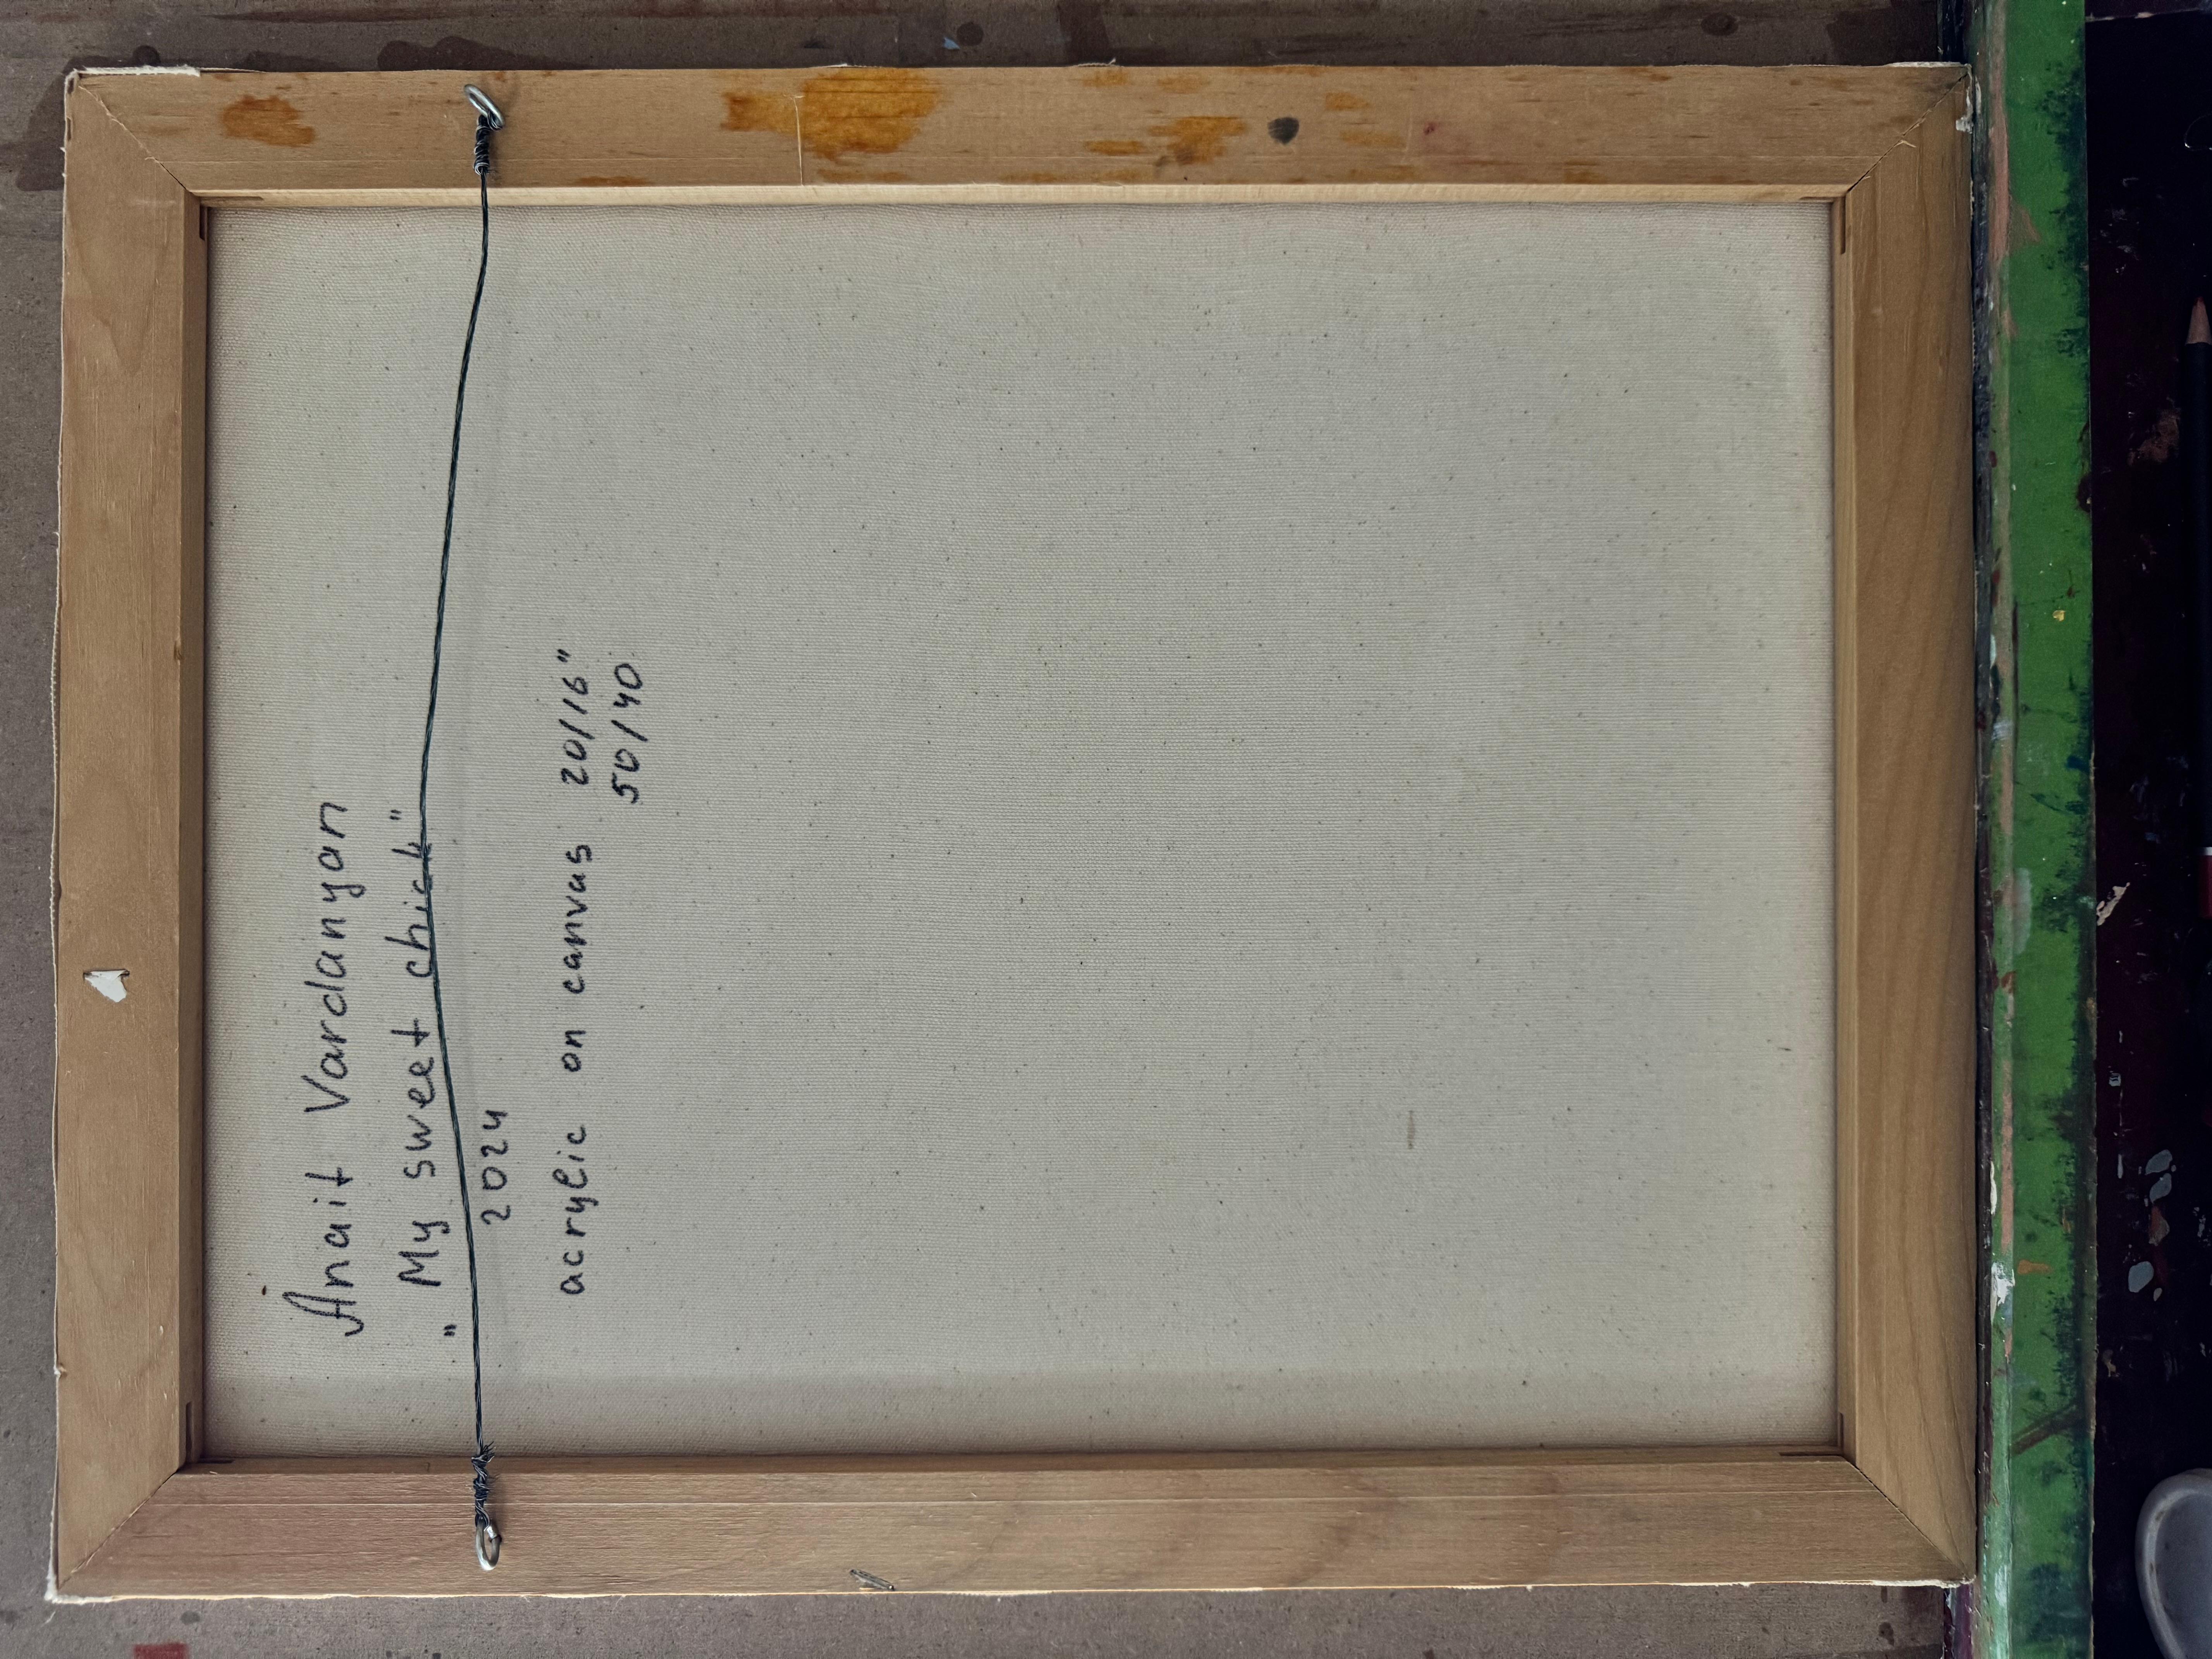 Anait Vardanyan
"My sweet chick"
2024
acrylic on canvas 20/16"
50/40